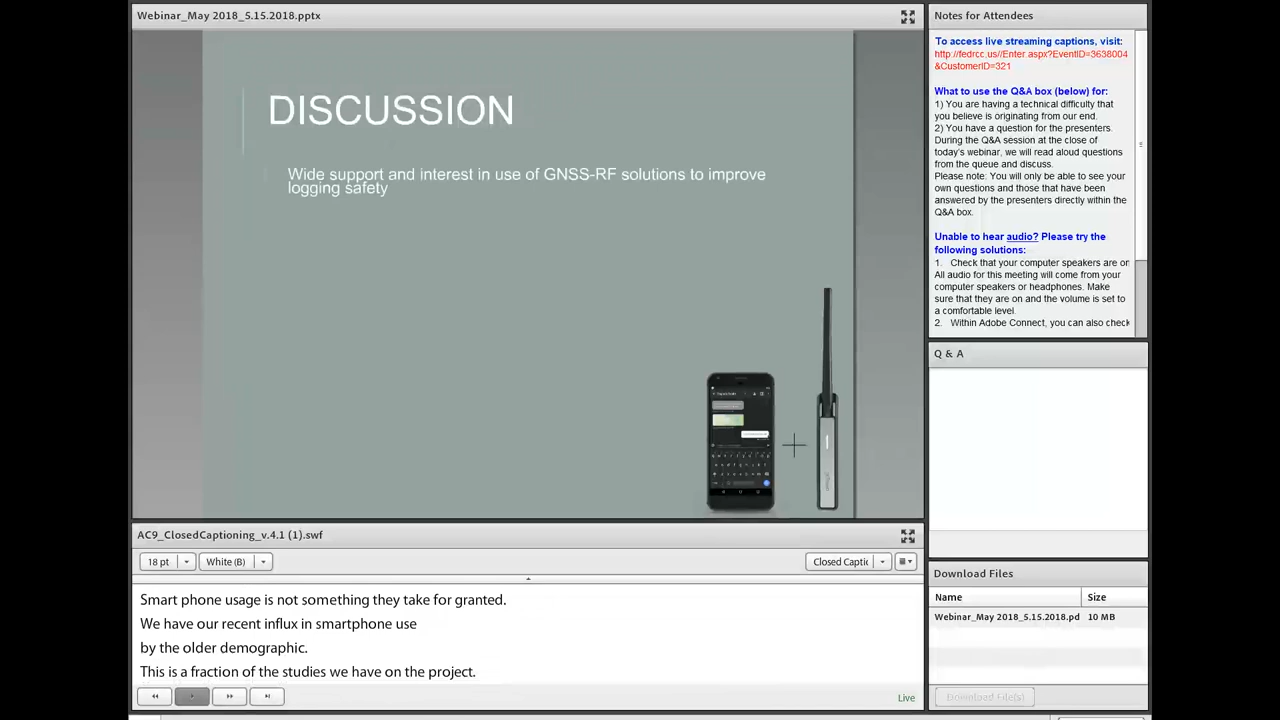 Webinar_May 2018_5.15.2018.pptx
DISCUSSION
Wide support and interest in use of GNSS-RF solutions to improve
logging safety
AC9_ClosedCaptioning_v.4.1 (1).swf
18 pt
White (B)
Closed Captic
Smart phone usage is not something they take for granted.
We have our recent influx in smartphone use
by the older demographic.
This is a fraction of the studies we have on the project.
Live
Notes for Attendees
To access live streaming captions, visit:
http://fedrcc.us//Enter.aspx?EventID=3638004
&CustomerID=321
What to use the Q&A box (below) for:
1) You are having a technical difficulty that
you believe is originating from our end.
2) You have a question for the presenters.
During the Q&A session at the close of
today's webinar, we will read aloud questions
from the queue and discuss.
Please note: You will only be able to see your
own questions and those that have been
answered by the presenters directly within the
Q&A box.
Unable to hear audio? Please try the
following solutions:
1. Check that your computer speakers are on
All audio for this meeting will come from your
computer speakers or headphones. Make
sure that they are on and the volume is set to
a comfortable level.
2. Within Adobe Connect, you can also check
Q & A
Download Files
Name Size
Webinar_May 2018_5.15.2018.pd 10 MB
Download File(s)